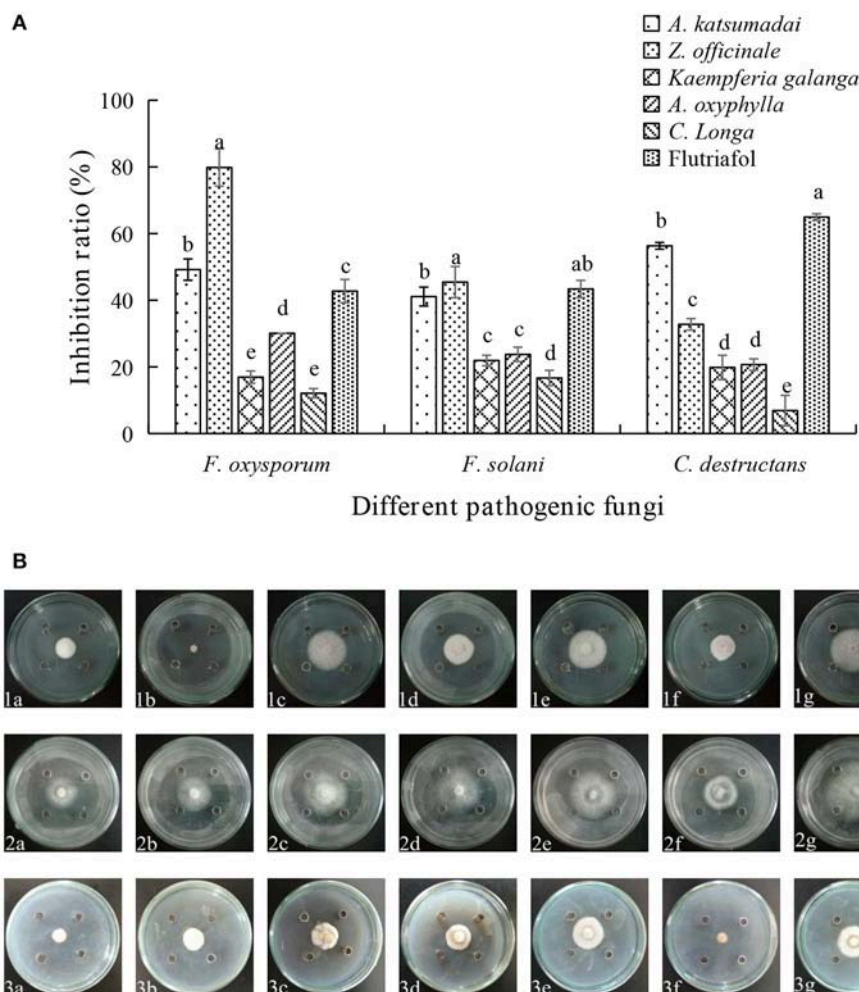 A
A. katsumadai
Z. officinale
Kaempferia galanga
A. oxyphylla
C. Longa
Flutriafol
Inhibition ratio (%)
100
80
60
40
20
0
b a e d e c
b a c c d ab
b c d d e a
F. oxysporum F. solani C. destructans
Different pathogenic fungi
B
1a 1b 1c 1d 1e 1f 1g
2a 2b 2c 2d 2e 2f 2g
3a 3b 3c 3d 3e 3f 3g